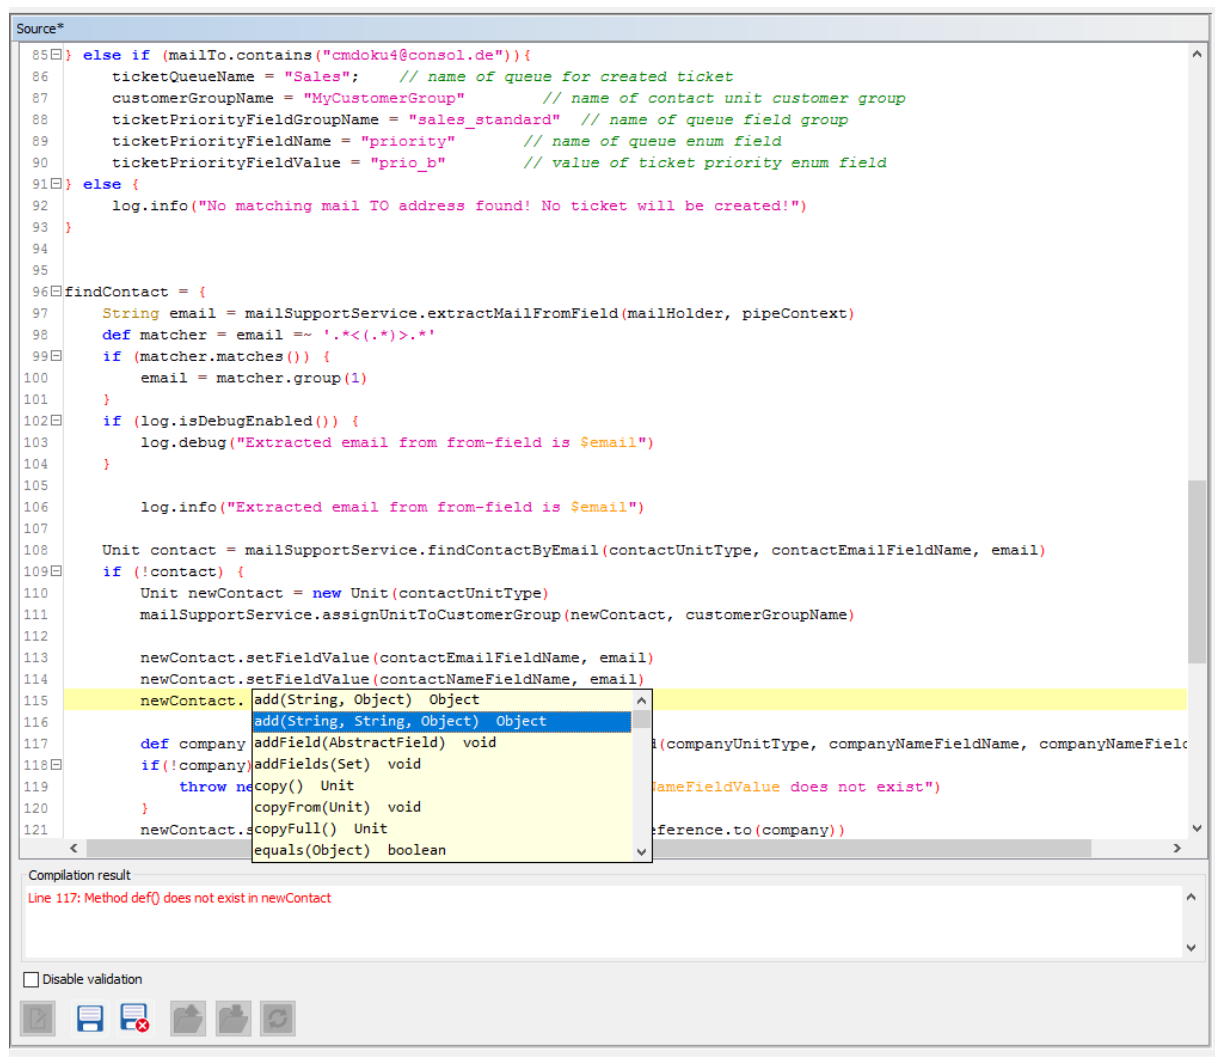 Source*
85 } else if (mailTo.contains("cmdoku4@consol.de")){
86 ticketQueueName = "Sales"; // name of queue for created ticket
87 customerGroupName = "MyCustomerGroup" // name of contact unit customer group
88 ticketPriorityFieldGroupName = "sales_standard" // name of queue field group
89 ticketPriorityFieldName = "priority" // name of queue enum field
90 ticketPriorityFieldValue = "prio_b" // value of ticket priority enum field
91 } else {
92 log.info("No matching mail TO address found! No ticket will be created!")
93 }
94
95
96 findContact = {
97 String email = mailSupportService.extractMailFromField(mailHolder, pipeContext)
98 def matcher = email =~ '.*<(.*)>.*'
99 if (matcher.matches()) {
100 email = matcher.group(1)
101 }
102 if (log.isDebugEnabled()) {
103 log.debug("Extracted email from from-field is $email")
104 }
105
106 log.info("Extracted email from from-field is $email")
107
108 Unit contact = mailSupportService.findContactByEmail(contactUnitType, contactEmailFieldName, email)
109 if (!contact) {
110 Unit newContact = new Unit(contactUnitType)
111 mailSupportService.assignUnitToCustomerGroup(newContact, customerGroupName)
112
113 newContact.setFieldValue(contactEmailFieldName, email)
114 newContact.setFieldValue(contactNameFieldName, email)
115 newContact. add(String, Object) Object
116 add(String, String, Object) Object
117 def company addField(AbstractField) void (companyUnitType, companyNameFieldName, companyNameField
118 if(!company) addFields(Set) void
119 throw ne copy() Unit NameFieldValue does not exist")
120 } copyFrom(Unit) void
121 newContact.s copyFull() Unit eference.to(company))
equals(Object) boolean
Compilation result
Line 117: Method def() does not exist in newContact
Disable validation